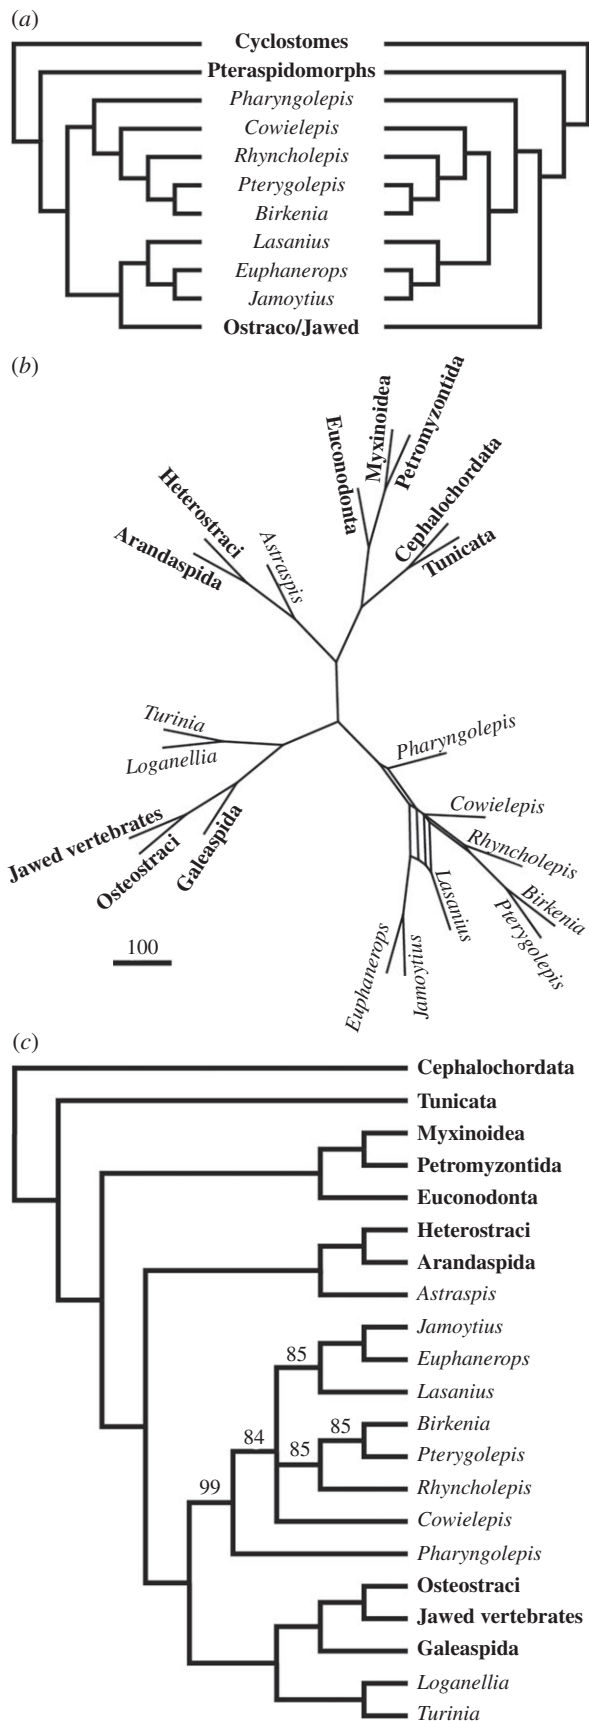 (a)
Cyclostomes
Pteraspidomorphs
Pharyngolepis
Cowielepis
Rhyncholepis
Pterygolepis
Birkenia
Lasanius
Euphanerops
Jamoytius
Ostraco/Jawed
(b)
Euconodonta
Myxinoidea
Petromyzontida
Cephalochordata
Tunicata
Heterostraci
Arandaspida
Astraspis
Turinia
Loganellia
Jawed vertebrates
Osteostraci
Galeaspida
Pharyngolepis
Cowielepis
Rhyncholepis
Birkenia
Pterygolepis
Lasanius
Jamoytius
Euphanerops
100
(c)
Cephalochordata
Tunicata
Myxinoidea
Petromyzontida
Euconodonta
Heterostraci
Arandaspida
Astraspis
Jamoytius
85
Euphanerops
Lasanius
85
Birkenia
84
85
Pterygolepis
Rhyncholepis
99
Cowielepis
Pharyngolepis
Osteostraci
Jawed vertebrates
Galeaspida
Loganellia
Turinia